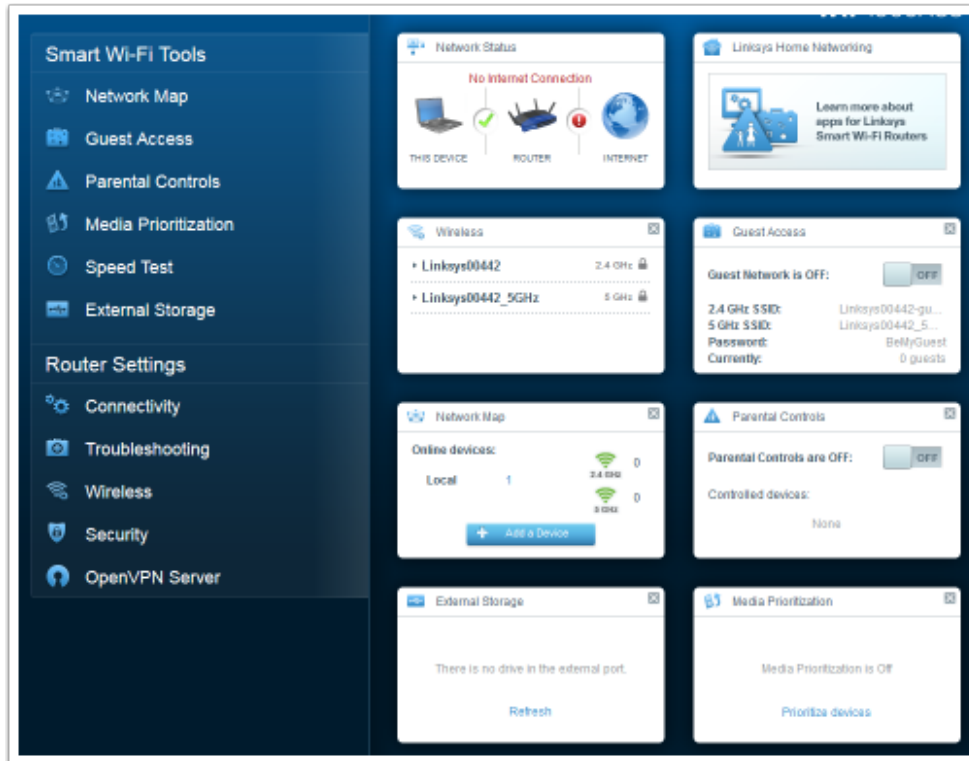 Smart Wi-Fi Tools
Network Map
Guest Access
Parental Controls
Media Prioritization
Speed Test
External Storage
Router Settings
Connectivity
Troubleshooting
Wireless
Security
OpenVPN Server
Network Status
No Internet Connection
THIS DEVICE ROUTER INTERNET
Linksys Home Networking
Learn more about
apps for Linksys
Smart Wi-Fi Routers
Wireless
Linksys00442 2.4 GHz
Linksys00442_5GHz 5 GHz
Guest Access
Guest Network is OFF: OFF
2.4 GHz SSID: Linksys00442-gu...
5 GHz SSID: Linksys00442_5...
Password: BeMyGuest
Currently: 0 guests
Network Map
Online devices:
0
2.4 GHz
Local 1
0
5 GHz
+ Add a Device
Parental Controls
Parental Controls are OFF: OFF
Controlled devices:
None
External Storage
There is no drive in the external port.
Refresh
Media Prioritization
Media Prioritization is Off
Prioritize devices